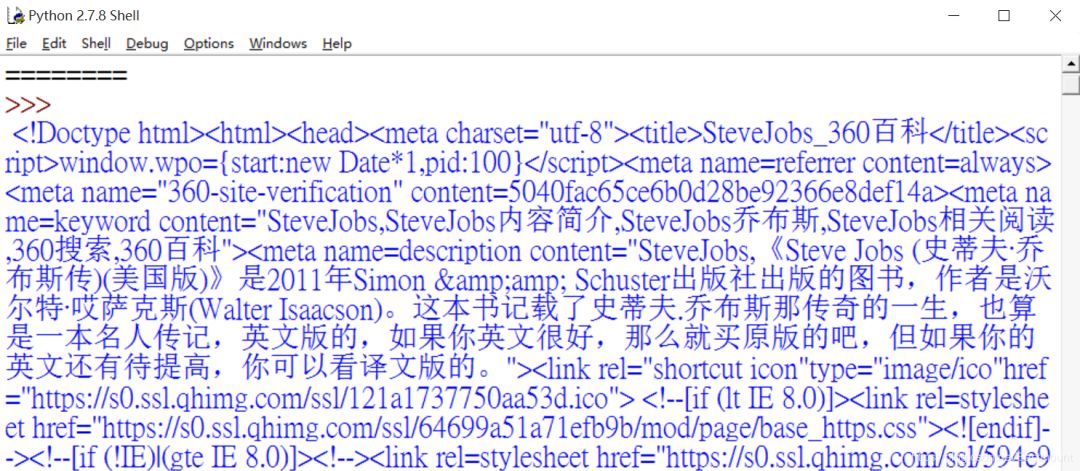 Python 2.7.8 Shell
File Edit Shell Debug Options Windows Help
========
>>>
<!Doctype html><html><head><meta charset="utf-8"><title>SteveJobs_360百科</title><sc
ript>window.wpo={start:new Date*1,pid:100}</script><meta name=referrer content=always>
<meta name="360-site-verification" content=5040fac65ce6b0d28be92366e8def14a><meta na
me=keyword content="SteveJobs,SteveJobs内容简介,SteveJobs乔布斯,SteveJobs相关阅读
,360搜索,360百科"><meta name=description content="SteveJobs,《Steve Jobs (史蒂夫·乔
布斯传)(美国版)》是2011年Simon &amp;amp; Schuster出版社出版的图书，作者是沃
尔特·哎萨克斯(Walter Isaacson)。这本书记载了史蒂夫.乔布斯那传奇的一生，也算
是一本名人传记，英文版的，如果你英文很好，那么就买原版的吧，但如果你的
英文还有待提高，你可以看译文版的。"><link rel="shortcut icon"type="image/ico"href
="https://s0.ssl.qhimg.com/ssl/121a1737750aa53d.ico"> <!--[if (lt IE 8.0)]><link rel=styleshe
et href="https://s0.ssl.qhimg.com/ssl/64699a51a71efb9b/mod/page/base_https.css"><![endif]-
-><!--[if (!IE)|(gte IE 8.0)]><!--><link rel=stylesheet href="https://s0.ssl.qhimg.com/ssl/594e9